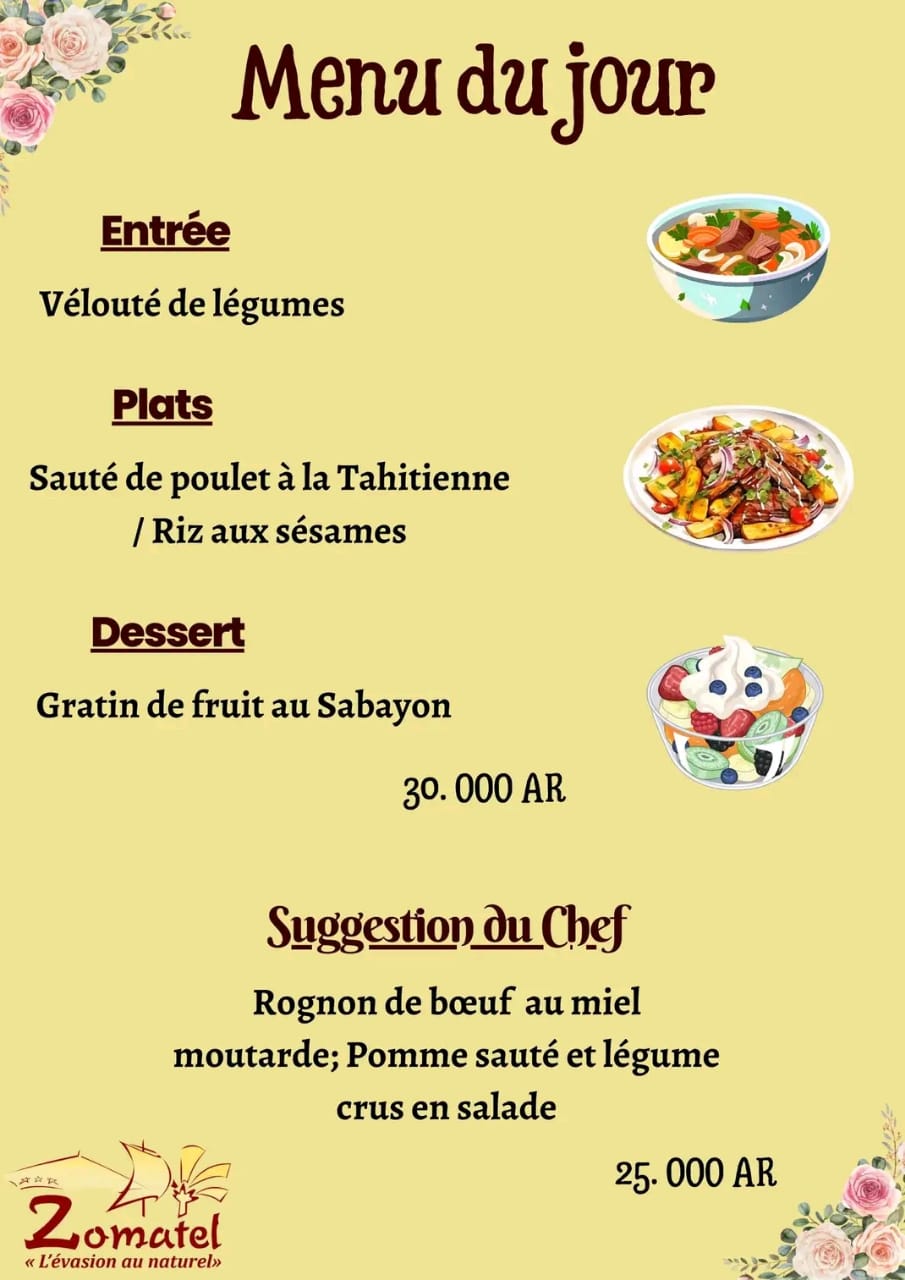 Menu du jour
Entrée
Vélouté de légumes
Plats
Sauté de poulet à la Tahitienne
/ Riz aux sésames
Dessert
Gratin de fruit au Sabayon
30. 000 AR
Suggestion du Chef
Rognon de bœuf au miel
moutarde; Pomme sauté et légume
crus en salade
25. 000 AR
Zomatel
« L'évasion au naturel»